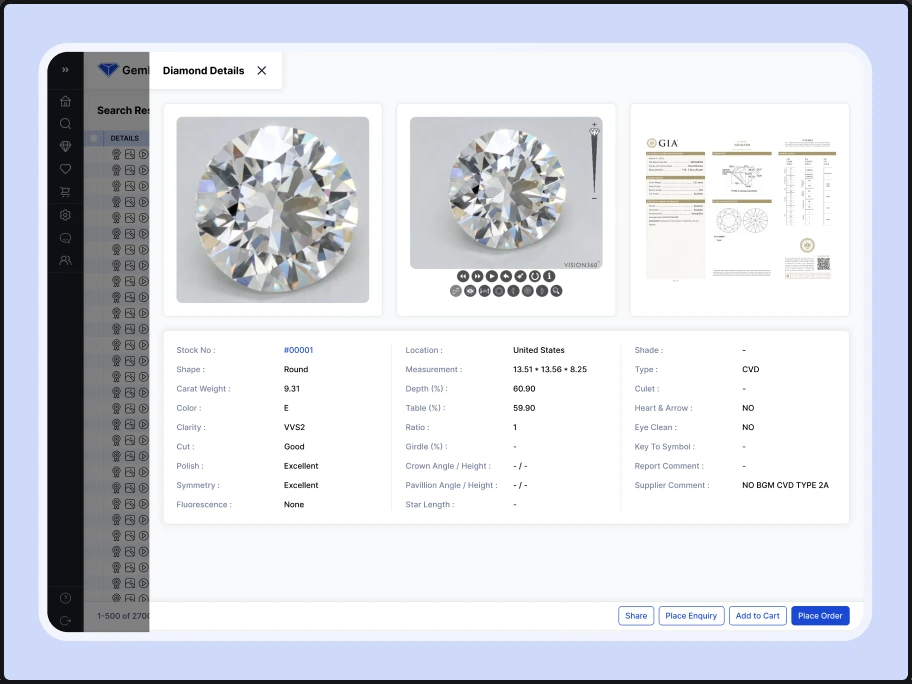 Gem
Diamond Details
Search Res
DETAILS
VISION360°
GIA
Stock No :
#00001
Shape :
Round
Carat Weight :
9.31
Color :
E
Clarity :
VVS2
Cut :
Good
Polish :
Excellent
Symmetry :
Excellent
Fluorescence :
None
Location :
United States
Measurement :
13.51 * 13.56 * 8.25
Depth (%) :
60.90
Table (%) :
59.90
Ratio :
1
Girdle (%) :
-
Crown Angle / Height :
- / -
Pavillion Angle / Height :
- / -
Star Length :
-
Shade :
-
Type :
CVD
Culet :
-
Heart & Arrow :
NO
Eye Clean :
NO
Key To Symbol :
-
Report Comment :
-
Supplier Comment :
NO BGM CVD TYPE 2A
1-500 of 2700
Share
Place Enquiry
Add to Cart
Place Order